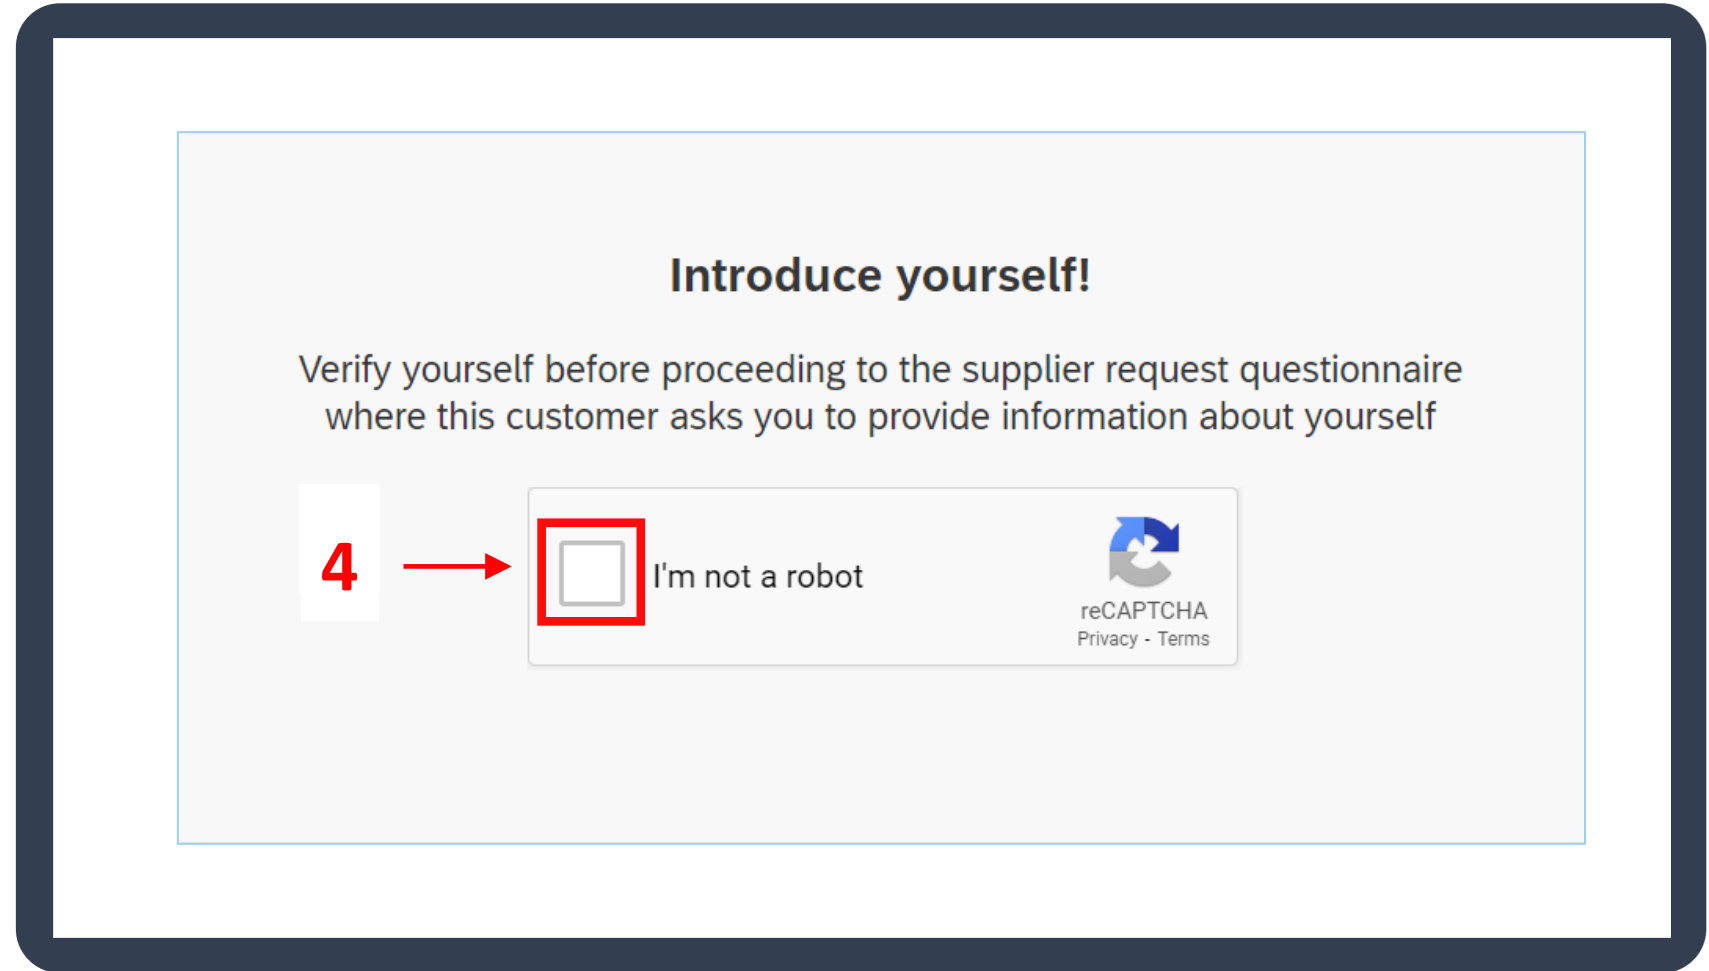 Introduce yourself!
Verify yourself before proceeding to the supplier request questionnaire
where this customer asks you to provide information about yourself
4
I'm not a robot
reCAPTCHA
Privacy - Terms